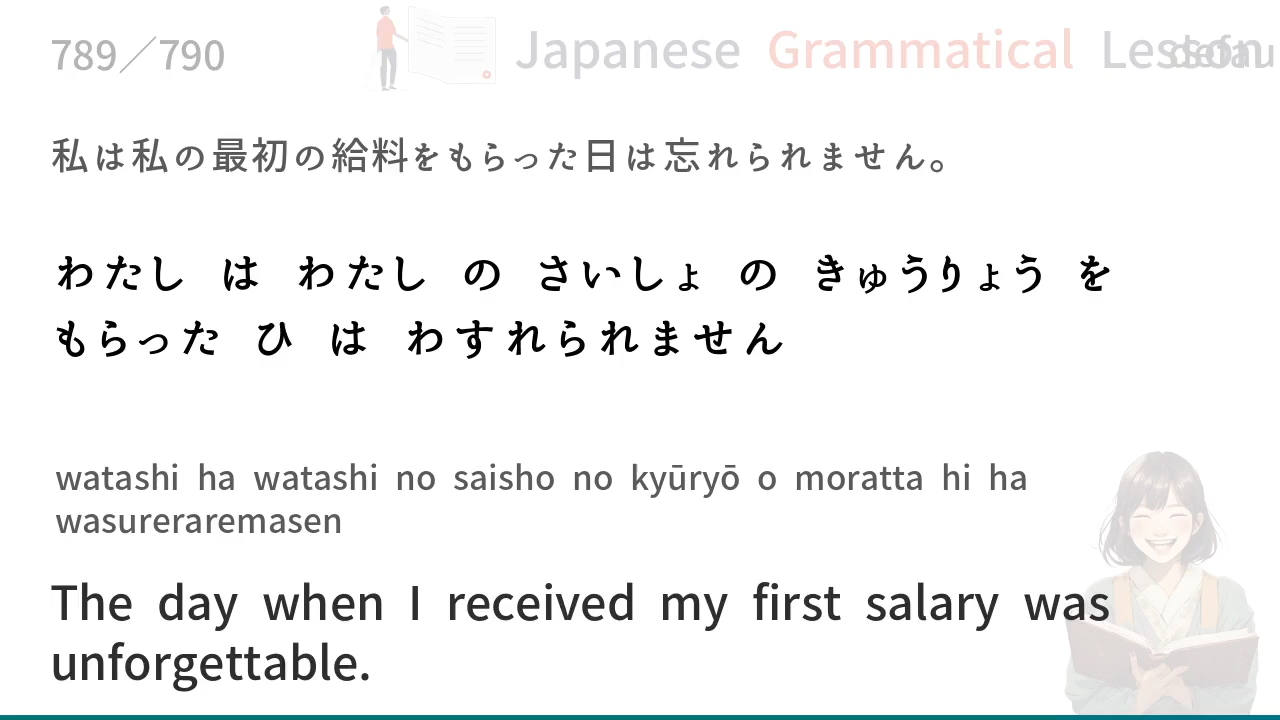 789／790
Japanese Grammatical Lesson
私は私の最初の給料をもらった日は忘れられません。
わたし は わたし の さいしょ の きゅうりょう を
もらった ひ は わすれられません
watashi ha watashi no saisho no kyūryō o moratta hi ha
wasureraremasen
The day when I received my first salary was
unforgettable.